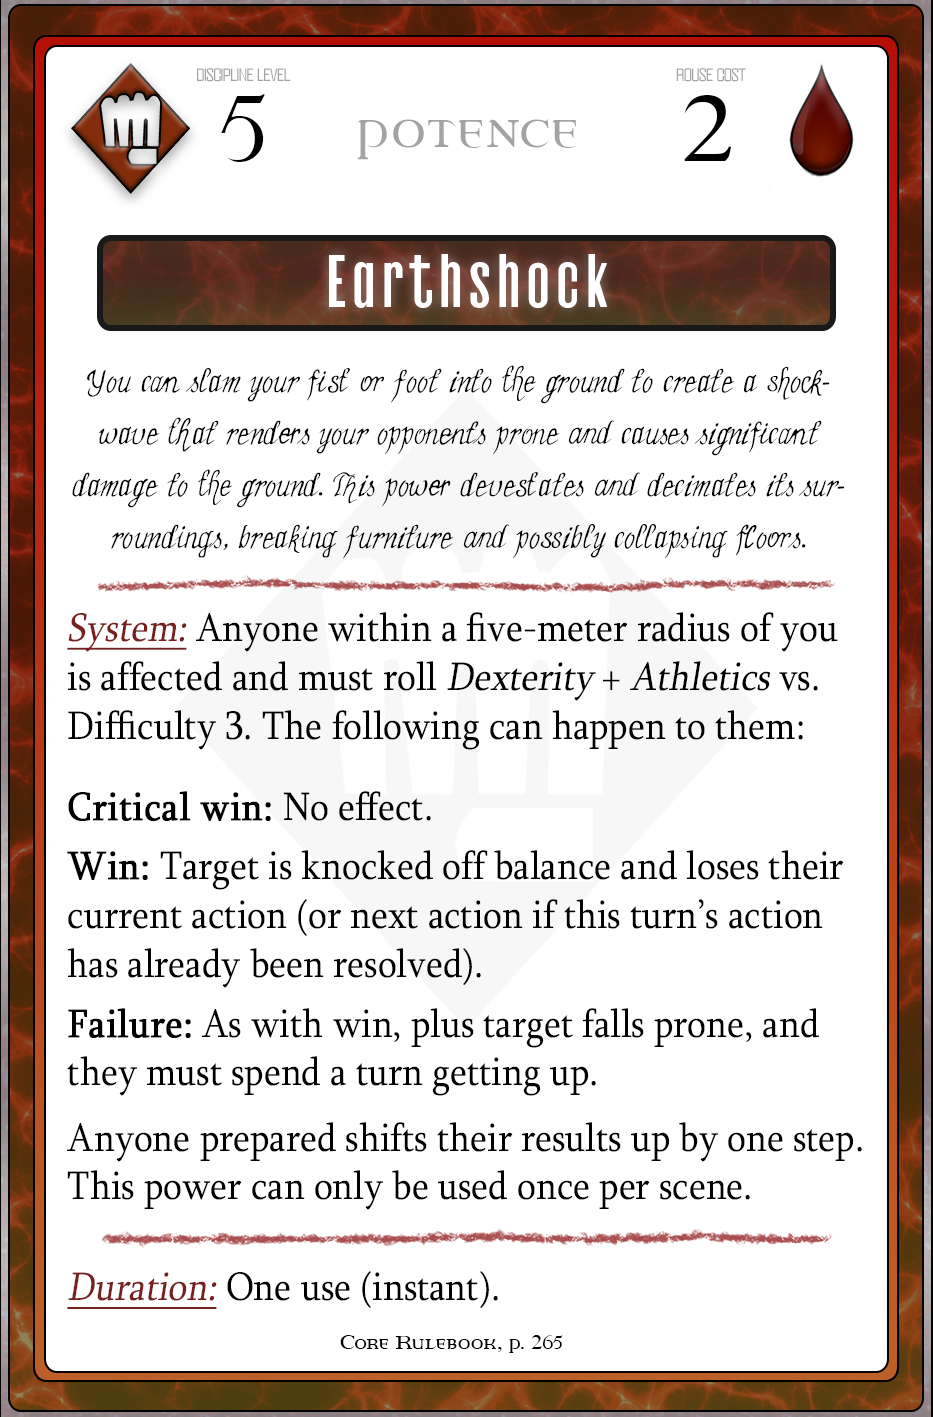 DISCIPLINE LEVEL
5
POTENCE
ROUSE COST
2
Earthshock
You can slam your fist or foot into the ground to create a shock-
wave that renders your opponents prone and causes significant
damage to the ground. This power devestates and decimates its sur-
roundings, breaking furniture and possibly collapsing floors.
System: Anyone within a five-meter radius of you
is affected and must roll Dexterity + Athletics vs.
Difficulty 3. The following can happen to them:
Critical win: No effect.
Win: Target is knocked off balance and loses their
current action (or next action if this turn’s action
has already been resolved).
Failure: As with win, plus target falls prone, and
they must spend a turn getting up.
Anyone prepared shifts their results up by one step.
This power can only be used once per scene.
Duration: One use (instant).
Core Rulebook, p. 265